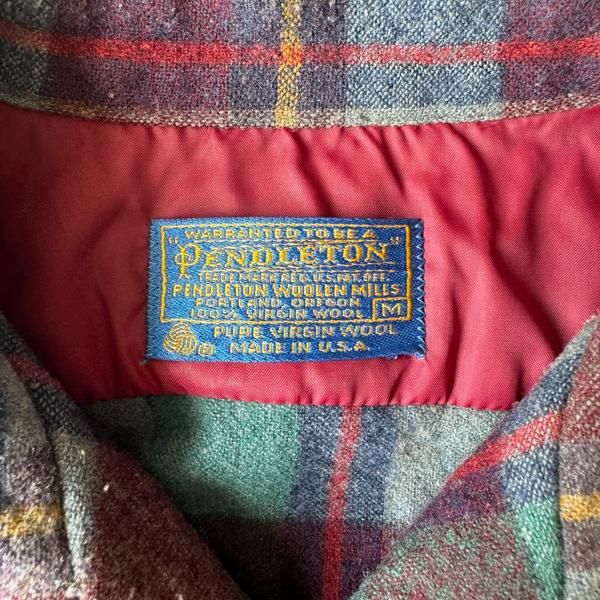 WARRANTED TO BE A
"PENDLETON"
TRADE MARK REG. U.S. PAT. OFF.
PENDLETON WOOLEN MILLS
PORTLAND, OREGON
100% VIRGIN WOOL M
PURE VIRGIN WOOL
® MADE IN U.S.A.